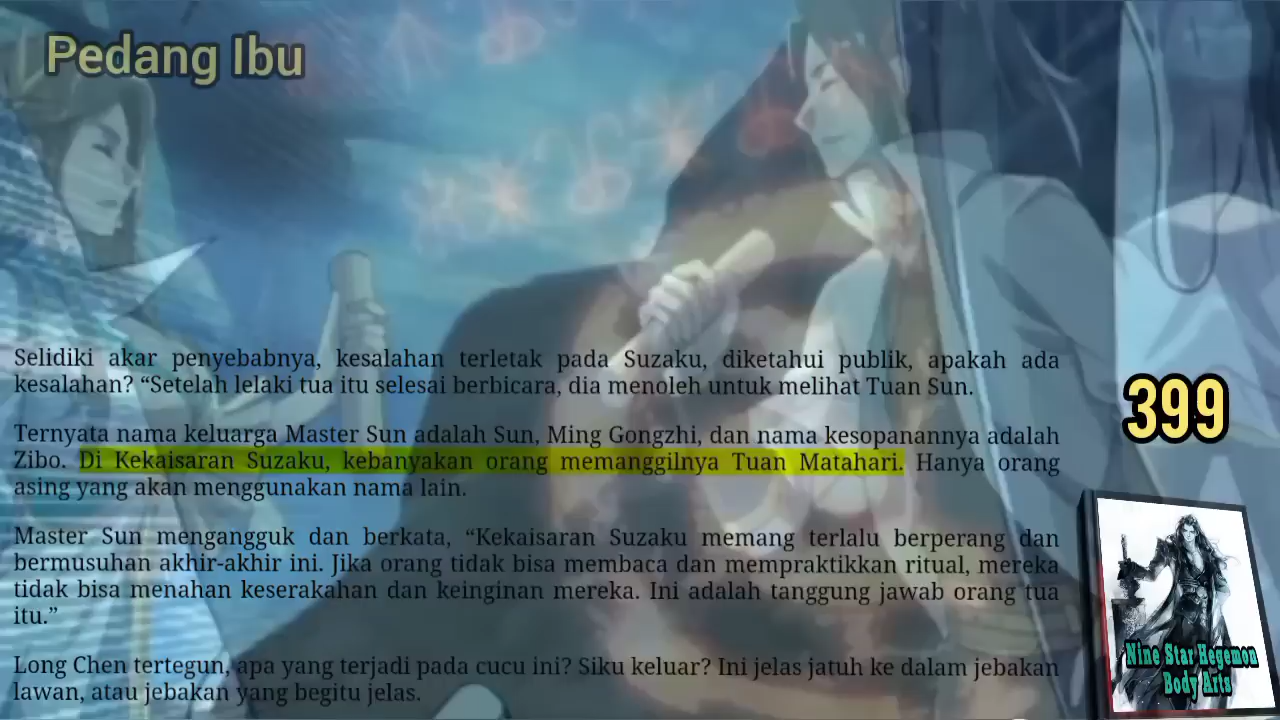 Pedang Ibu
Selidiki akar penyebabnya, kesalahan terletak pada Suzaku, diketahui publik, apakah ada
kesalahan? “Setelah lelaki tua itu selesai berbicara, dia menoleh untuk melihat Tuan Sun.
Ternyata nama keluarga Master Sun adalah Sun, Ming Gongzhi, dan nama kesopanannya adalah
Zibo. Di Kekaisaran Suzaku, kebanyakan orang memanggilnya Tuan Matahari. Hanya orang
asing yang akan menggunakan nama lain.
Master Sun mengangguk dan berkata, “Kekaisaran Suzaku memang terlalu berperang dan
bermusuhan akhir-akhir ini. Jika orang tidak bisa membaca dan mempraktikkan ritual, mereka
tidak bisa menahan keserakahan dan keinginan mereka. Ini adalah tanggung jawab orang tua
itu.”
Long Chen tertegun, apa yang terjadi pada cucu ini? Siku keluar? Ini jelas jatuh ke dalam jebakan
lawan, atau jebakan yang begitu jelas.
399
Nine Star Hegemon
Body Arts